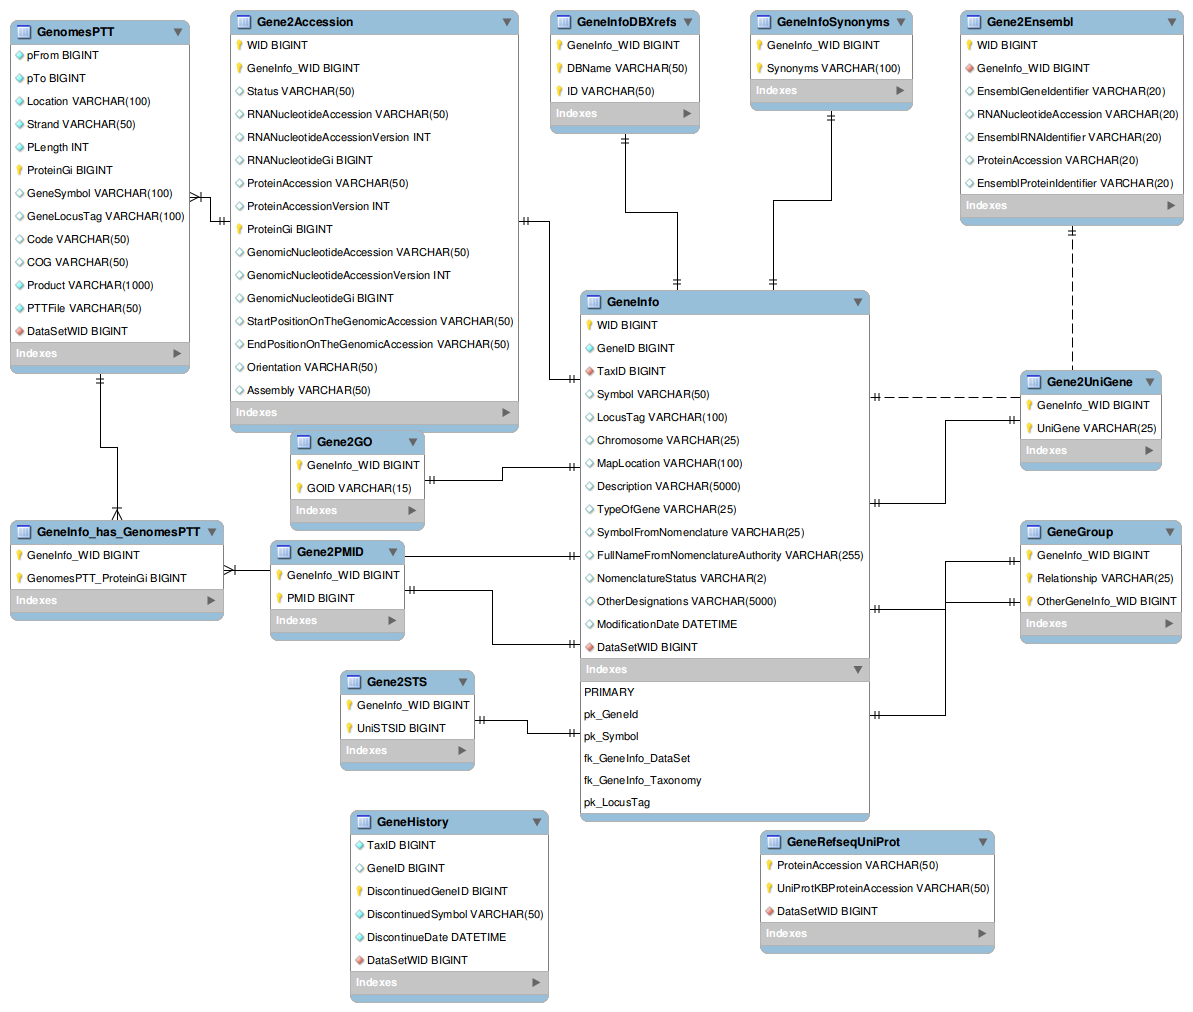 GenomesPTT
pFrom BIGINT
pTo BIGINT
Location VARCHAR(100)
Strand VARCHAR(50)
PLength INT
ProteinGi BIGINT
GeneSymbol VARCHAR(100)
GeneLocusTag VARCHAR(100)
Code VARCHAR(50)
COG VARCHAR(50)
Product VARCHAR(1000)
PTTFile VARCHAR(50)
DataSetWID BIGINT
Indexes
Gene2Accession
WID BIGINT
GeneInfo_WID BIGINT
Status VARCHAR(50)
RNANucleotideAccession VARCHAR(50)
RNANucleotideAccessionVersion INT
RNANucleotideGi BIGINT
ProteinAccession VARCHAR(50)
ProteinAccessionVersion INT
ProteinGi BIGINT
GenomicNucleotideAccession VARCHAR(50)
GenomicNucleotideAccessionVersion INT
GenomicNucleotideGi BIGINT
StartPositionOnTheGenomicAccession VARCHAR(50)
EndPositionOnTheGenomicAccession VARCHAR(50)
Orientation VARCHAR(50)
Assembly VARCHAR(50)
Indexes
GeneInfoDBXrefs
GeneInfo_WID BIGINT
DBName VARCHAR(50)
ID VARCHAR(50)
Indexes
GeneInfoSynonyms
GeneInfo_WID BIGINT
Synonyms VARCHAR(100)
Indexes
Gene2Ensembl
WID BIGINT
GeneInfo_WID BIGINT
EnsemblGeneIdentifier VARCHAR(20)
RNANucleotideAccession VARCHAR(20)
EnsemblRNAIdentifier VARCHAR(20)
ProteinAccession VARCHAR(20)
EnsemblProteinIdentifier VARCHAR(20)
Indexes
GeneInfo
WID BIGINT
GeneID BIGINT
TaxID BIGINT
Symbol VARCHAR(50)
LocusTag VARCHAR(100)
Chromosome VARCHAR(25)
MapLocation VARCHAR(100)
Description VARCHAR(5000)
TypeOfGene VARCHAR(25)
SymbolFromNomenclature VARCHAR(25)
FullNameFromNomenclatureAuthority VARCHAR(255)
NomenclatureStatus VARCHAR(2)
OtherDesignations VARCHAR(5000)
ModificationDate DATETIME
DataSetWID BIGINT
Indexes
PRIMARY
pk_GeneId
pk_Symbol
fk_GeneInfo_DataSet
fk_GeneInfo_Taxonomy
pk_LocusTag
Gene2UniGene
GeneInfo_WID BIGINT
UniGene VARCHAR(25)
Indexes
Gene2GO
GeneInfo_WID BIGINT
GOID VARCHAR(15)
Indexes
GeneInfo_has_GenomesPTT
GeneInfo_WID BIGINT
GenomesPTT_ProteinGi BIGINT
Indexes
Gene2PMID
GeneInfo_WID BIGINT
PMID BIGINT
Indexes
GeneGroup
GeneInfo_WID BIGINT
Relationship VARCHAR(25)
OtherGeneInfo_WID BIGINT
Indexes
Gene2STS
GeneInfo_WID BIGINT
UniSTSID BIGINT
Indexes
GeneHistory
TaxID BIGINT
GeneID BIGINT
DiscontinuedGeneID BIGINT
DiscontinuedSymbol VARCHAR(50)
DiscontinueDate DATETIME
DataSetWID BIGINT
Indexes
GeneRefseqUniProt
ProteinAccession VARCHAR(50)
UniProtKBProteinAccession VARCHAR(50)
DataSetWID BIGINT
Indexes